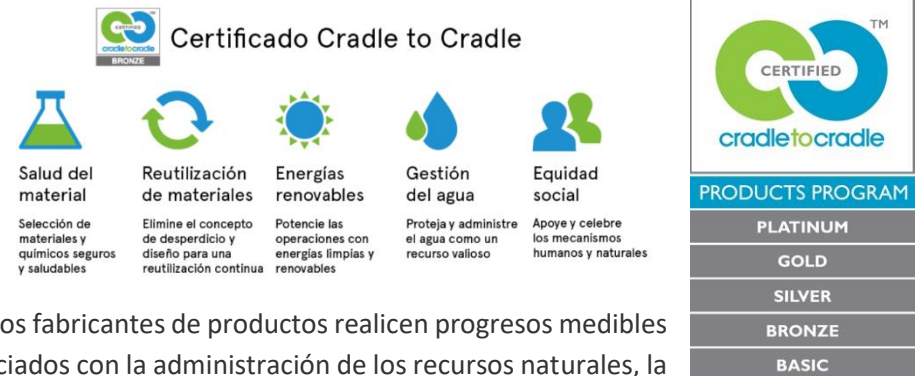 CERTIFIED
cradletocradle
BRONZE
Certificado Cradle to Cradle
Salud del
material
Selección de
materiales y
químicos seguros
y saludables
Reutilización
de materiales
Elimine el concepto
de desperdicio y
diseño para una
reutilización continua
Energías
renovables
Potencie las
operaciones con
energías limpias y
renovables
Gestión
del agua
Proteja y administre
el agua como un
recurso valioso
Equidad
social
Apoye y celebre
los mecanismos
humanos y naturales
TM
CERTIFIED
cradletocradle
PRODUCTS PROGRAM
PLATINUM
GOLD
SILVER
BRONZE
BASIC
os fabricantes de productos realicen progresos medibles
ciados con la administración de los recursos naturales, la